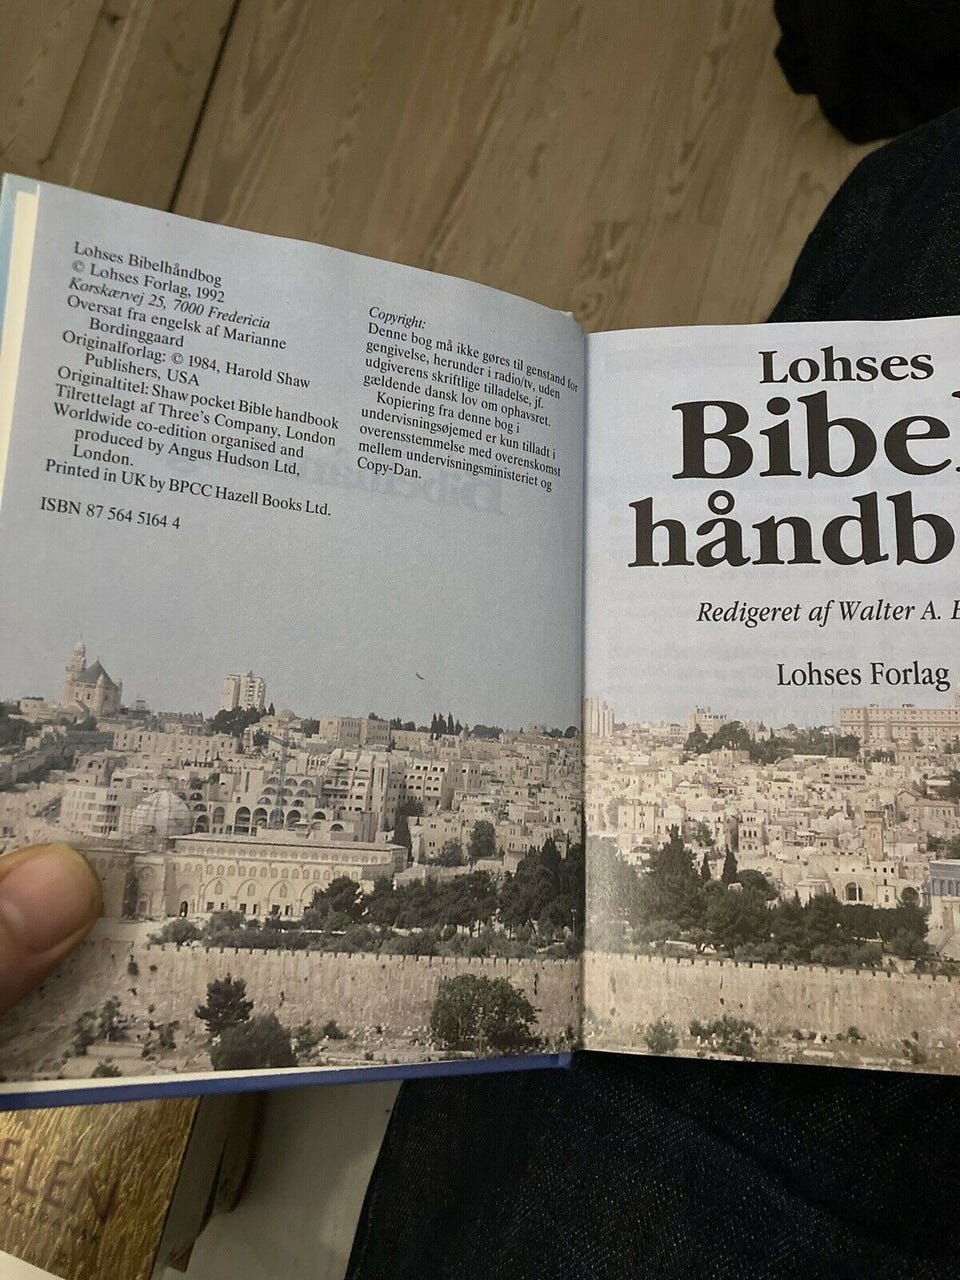 Lohses Bibelhåndbog
© Lohses Forlag, 1992
Korskærvej 25, 7000 Fredericia
Oversat fra engelsk af Marianne
Bordinggaard
Originalforlag: © 1984, Harold Shaw
Publishers, USA
Originaltitel: Shaw pocket Bible handbook
Tilrettelagt af Three's Company, London
Worldwide co-edition organised and
produced by Angus Hudson Ltd,
London.
Printed in UK by BPCC Hazell Books Ltd.
ISBN 87 564 5164 4
Copyright:
Denne bog må ikke gøres til genstand for
gengivelse, herunder i radio/tv, uden
udgiverens skriftlige tilladelse, jf.
gældende dansk lov om ophavsret.
Kopiering fra denne bog i
undervisningsøjemed er kun tilladt i
overensstemmelse med overenskomst
mellem undervisningsministeriet og
Copy-Dan.
Lohses
Bibel
håndb
Redigeret af Walter A. E
Lohses Forlag
ELEN